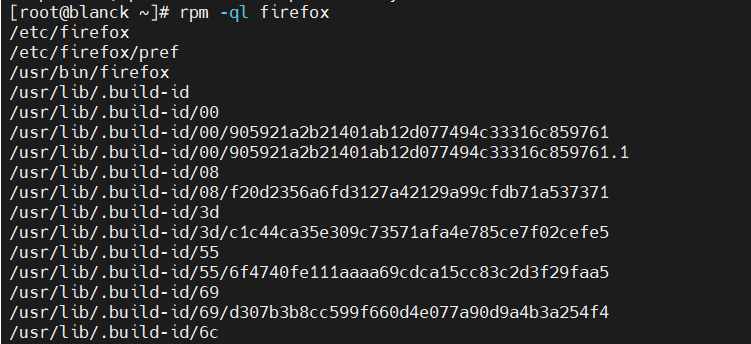 [root@blanck ~]# rpm -ql firefox
/etc/firefox
/etc/firefox/pref
/usr/bin/firefox
/usr/lib/.build-id
/usr/lib/.build-id/00
/usr/lib/.build-id/00/905921a2b21401ab12d077494c33316c859761
/usr/lib/.build-id/00/905921a2b21401ab12d077494c33316c859761.1
/usr/lib/.build-id/08
/usr/lib/.build-id/08/f20d2356a6fd3127a42129a99cfdb71a537371
/usr/lib/.build-id/3d
/usr/lib/.build-id/3d/c1c44ca35e309c73571afa4e785ce7f02cefe5
/usr/lib/.build-id/55
/usr/lib/.build-id/55/6f4740fe111aaaa69cdca15cc83c2d3f29faa5
/usr/lib/.build-id/69
/usr/lib/.build-id/69/d307b3b8cc599f660d4e077a90d9a4b3a254f4
/usr/lib/.build-id/6c